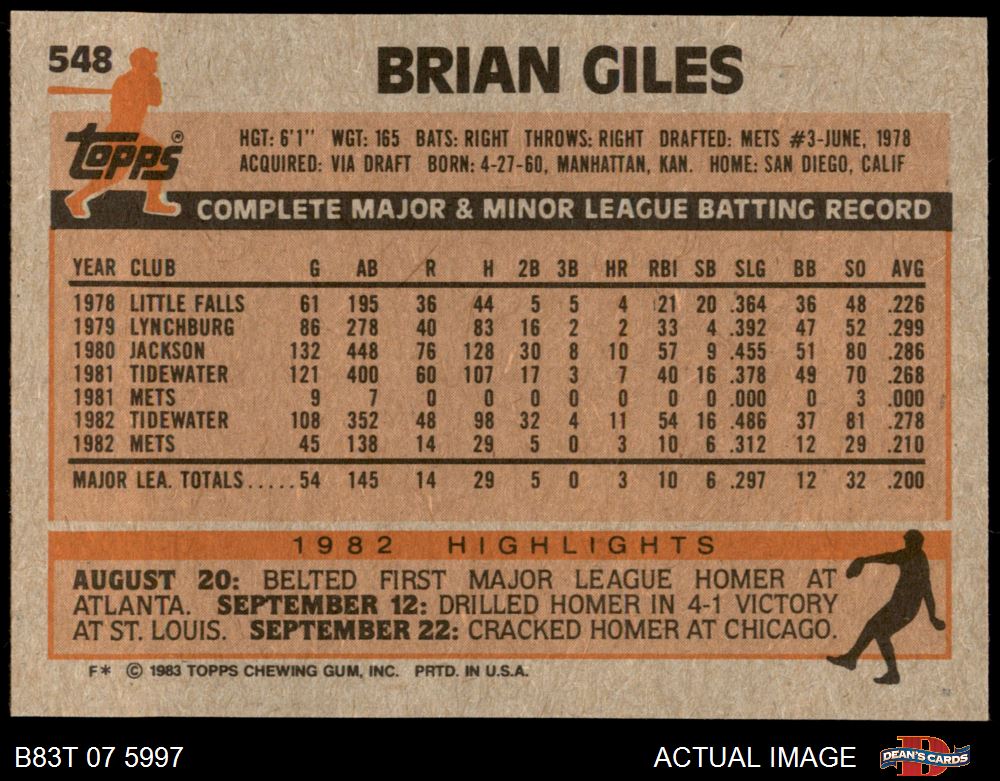 548
BRIAN GILES
Topps®
HGT: 6'1" WGT: 165 BATS: RIGHT THROWS: RIGHT DRAFTED: METS #3-JUNE, 1978
ACQUIRED: VIA DRAFT BORN: 4-27-60, MANHATTAN, KAN. HOME: SAN DIEGO, CALIF
COMPLETE MAJOR & MINOR LEAGUE BATTING RECORD
YEAR CLUB G AB R H 2B 3B HR RBI SB SLG BB SO AVG
1978 LITTLE FALLS 61 195 36 44 5 5 4 21 20 .364 36 48 .226
1979 LYNCHBURG 86 278 40 83 16 2 2 33 4 .392 47 52 .299
1980 JACKSON 132 448 76 128 30 8 10 57 9 .455 51 80 .286
1981 TIDEWATER 121 400 60 107 17 3 7 40 16 .378 49 70 .268
1981 METS 9 7 0 0 0 0 0 0 0 .000 0 3 .000
1982 TIDEWATER 108 352 48 98 32 4 11 54 16 .486 37 81 .278
1982 METS 45 138 14 29 5 0 3 10 6 .312 12 29 .210
MAJOR LEA. TOTALS.....54 145 14 29 5 0 3 10 6 .297 12 32 .200
1982 HIGHLIGHTS
AUGUST 20: BELTED FIRST MAJOR LEAGUE HOMER AT
ATLANTA. SEPTEMBER 12: DRILLED HOMER IN 4-1 VICTORY
AT ST. LOUIS. SEPTEMBER 22: CRACKED HOMER AT CHICAGO.
F* © 1983 TOPPS CHEWING GUM, INC. PRTD. IN U.S.A.
B83T 07 5997
ACTUAL IMAGE
DEAN'S CARDS